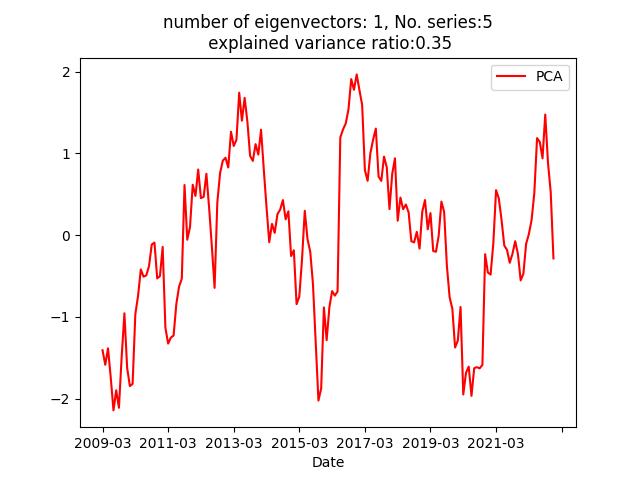 number of eigenvectors: 1, No. series:5
explained variance ratio:0.35
PCA
2
1
0
−1
−2
2009-03 2011-03 2013-03 2015-03 2017-03 2019-03 2021-03
Date